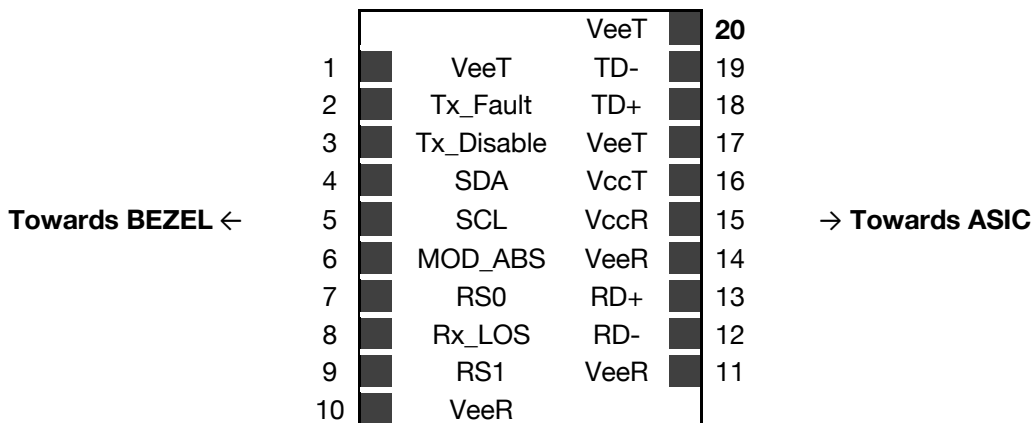 VeeT 20
1 VeeT TD- 19
2 Tx_Fault TD+ 18
3 Tx_Disable VeeT 17
4 SDA VccT 16
Towards BEZEL ← 5 SCL VccR 15 → Towards ASIC
6 MOD_ABS VeeR 14
7 RS0 RD+ 13
8 Rx_LOS RD- 12
9 RS1 VeeR 11
10 VeeR